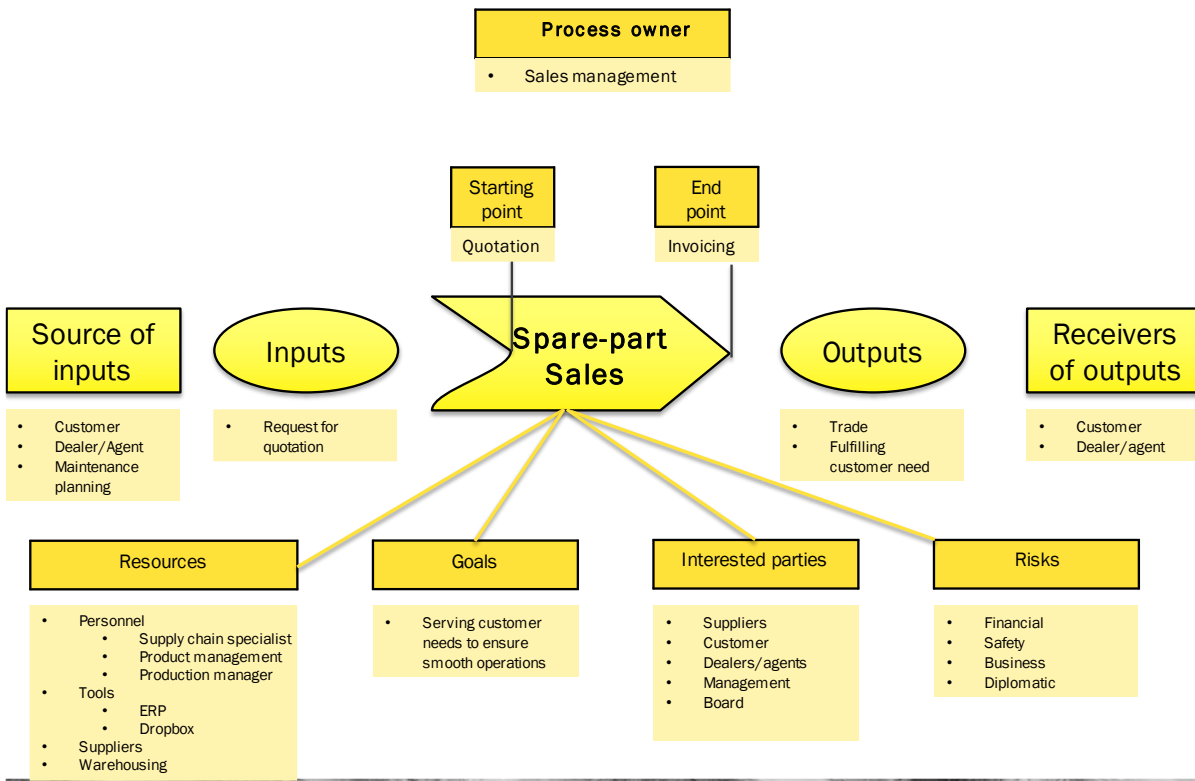 Process owner
• Sales management
Starting
point
Quotation
End
point
Invoicing
Source of
inputs
• Customer
• Dealer/Agent
• Maintenance
planning
Inputs
• Request for
quotation
Spare-part
Sales
Outputs
• Trade
• Fulfilling
customer need
Receivers
of outputs
• Customer
• Dealer/agent
Resources
• Personnel
• Supply chain specialist
• Product management
• Production manager
• Tools
• ERP
• Dropbox
• Suppliers
• Warehousing
Goals
• Serving customer
needs to ensure
smooth operations
Interested parties
• Suppliers
• Customer
• Dealers/agents
• Management
• Board
Risks
• Financial
• Safety
• Business
• Diplomatic